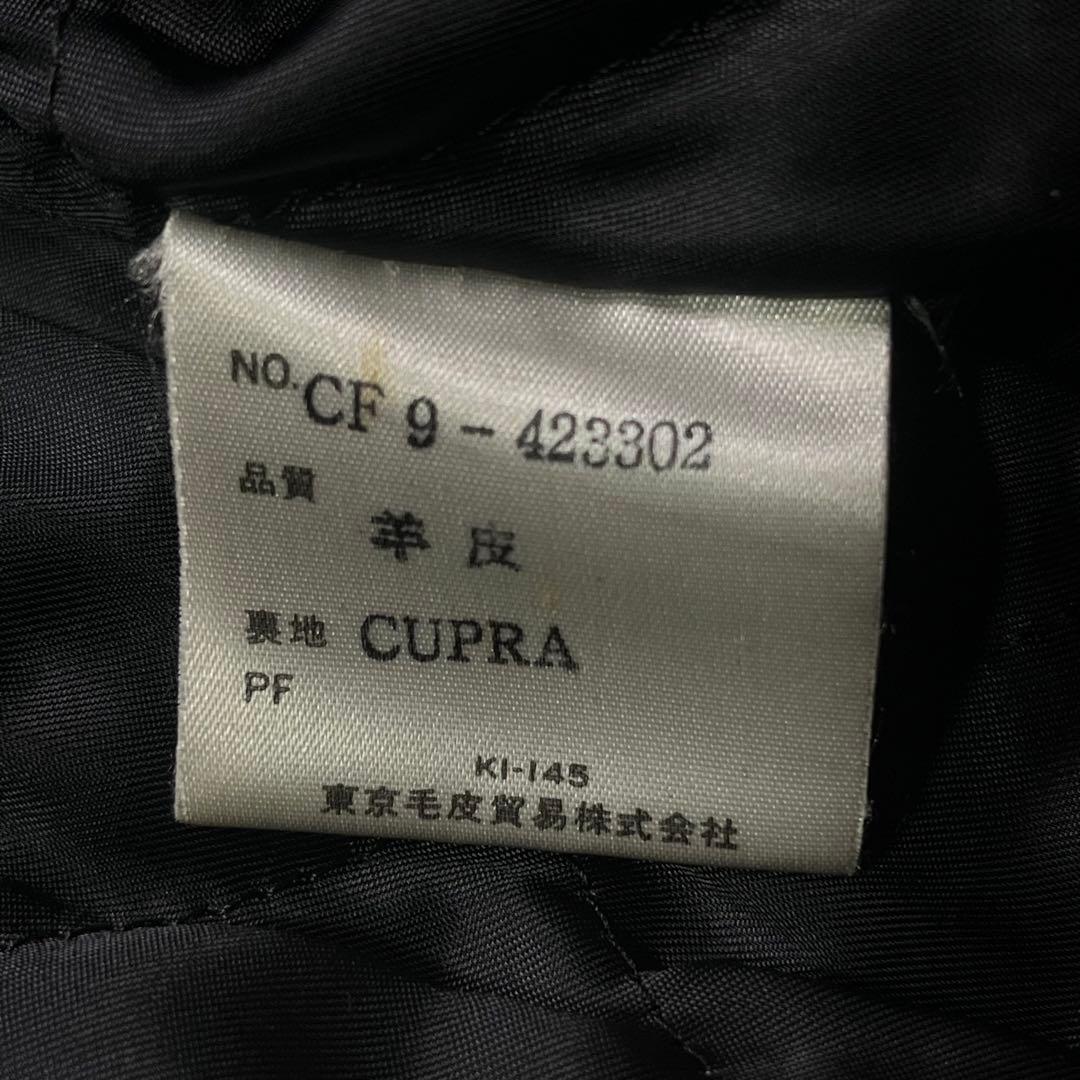 NO. CF 9-423302
品質
羊皮
裏地 CUPRA
PF
KI-145
東京毛皮貿易株式会社